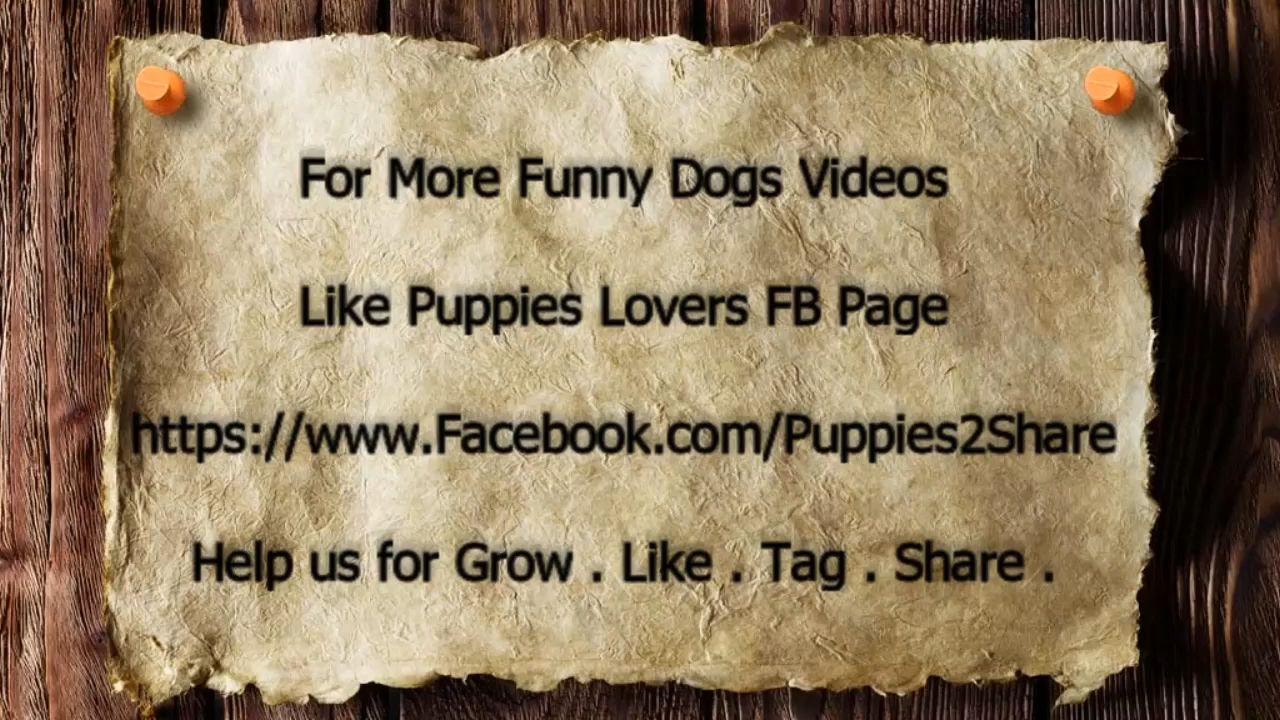 For More Funny Dogs Videos
Like Puppies Lovers FB Page
https://www.Facebook.com/Puppies2Share
Help us for Grow . Like . Tag . Share .